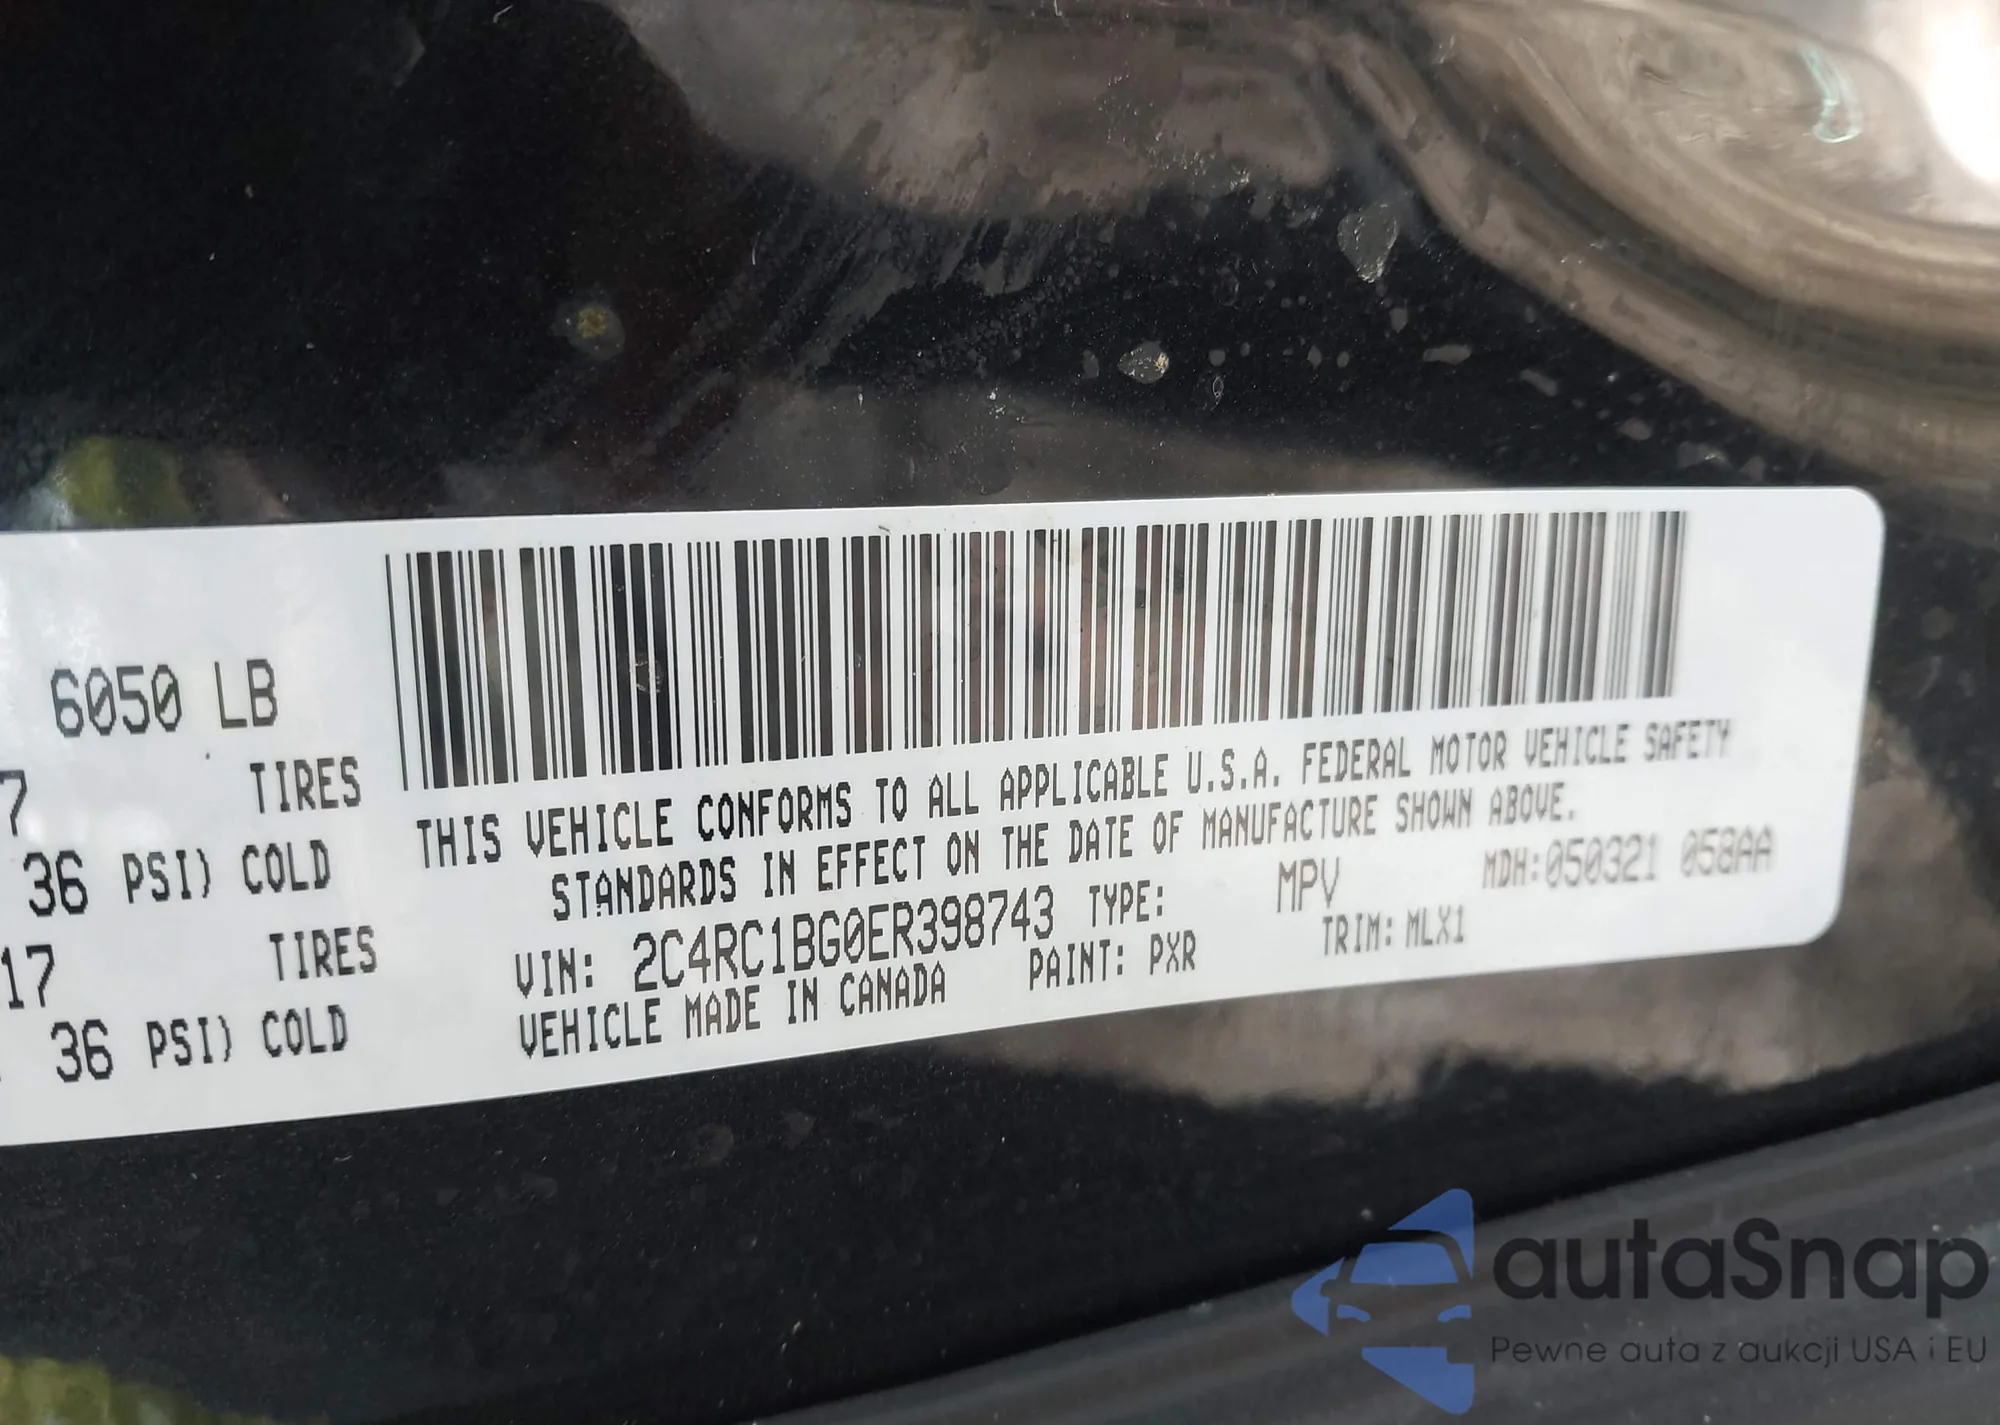 6050 LB
7 TIRES
36 PSI) COLD
17 TIRES
36 PSI) COLD
THIS VEHICLE CONFORMS TO ALL APPLICABLE U.S.A. FEDERAL MOTOR VEHICLE SAFETY
STANDARDS IN EFFECT ON THE DATE OF MANUFACTURE SHOWN ABOVE.
VIN: 2C4RC1BG0ER398743 TYPE: MPV MDH:050321 058AA
VEHICLE MADE IN CANADA PAINT: PXR TRIM: MLX1
autaSnap
Pewne auta z aukcji USA i EU